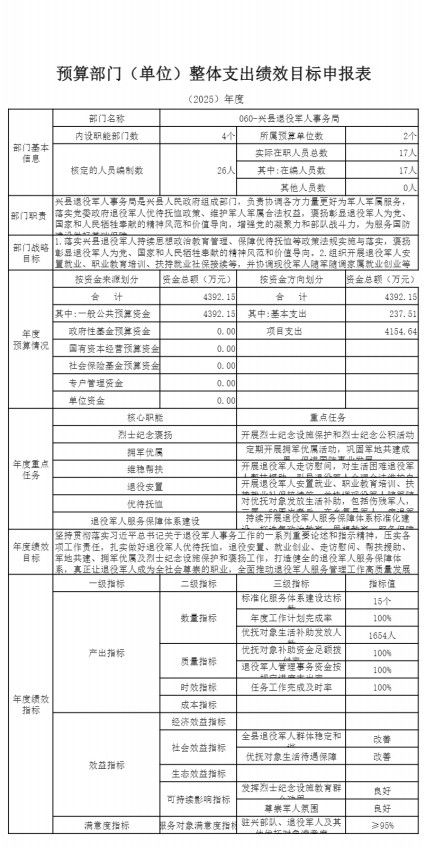 预算部门（单位）整体支出绩效目标申报表
（2025）年度
部门基本信息
部门名称 060-兴县退役军人事务局
内设职能部门数 4个 所属预算单位数 2个
核定的人员编制数 26人 实际在职人员总数 17人
其中:在编人员数 17人
其他人员数 0人
部门职责
兴县退役军人事务局是兴县人民政府组成部门，负责协调各方力量更好为军人军属服务，
落实党委政府退役军人优待抚恤政策、维护军人军属合法权益，褒扬彰显退役军人为党、
国家和人民牺牲奉献的精神风范和价值导向，增强党的凝聚力和部队战斗力，为服务国防
部门战略目标
1.落实兴县退役军人持续思想政治教育管理、保障优待抚恤等政策法规实施与落实，褒扬
彰显退役军人为党、国家和人民牺牲奉献的精神风范和价值导向，2.组织开展退役军人安
置就业、职业教育培训、扶持就业社保接续等，并协调现役军人随军随调家属就业创业等
年度预算情况
按资金来源划分 资金总额（万元） 按资金方向划分 资金总额（万元）
合 计 4392.15 合 计 4392.15
其中:一般公共预算资金 4392.15 其中:基本支出 237.51
政府性基金预算资金 0.00 项目支出 4154.64
国有资本经营预算资金 0.00
社会保险基金预算资金 0.00
专户管理资金 0.00
单位资金 0.00
年度重点任务
核心职能 重点任务
烈士纪念褒扬 开展烈士纪念设施保护和烈士纪念公祭活动
拥军优属 定期开展拥军优属活动，巩固军地共建成
维稳帮扶 开展退役军人走访慰问，对生活困难退役军
退役安置 开展退役军人安置就业、职业教育培训、扶
优待抚恤 对优抚对象发放生活补助，包括伤残军人，
退役军人服务保障体系建设 持续开展退役军人服务保障体系标准化建
年度绩效目标
坚持贯彻落实习近平总书记关于退役军人事务工作的一系列重要论述和指示精神，压实各
项工作责任，扎实做好退役军人优待抚恤，退役安置、就业创业、走访慰问、帮扶援助、
军地共建、拥军优属及烈士纪念设施保护和褒扬工作，打造健全的退役军人服务保障体
系，真正让退役军人成为全社会尊崇的职业，全面推动退役军人服务管理工作高质量发展
年度绩效指标
一级指标 二级指标 三级指标 指标值
产出指标
数量指标 标准化服务体系建设达标 15个
年度工作计划完成率 100%
优抚对象生活补助发放人 1654人
质量指标 优抚对象补助资金足额拨 100%
退役军人管理事务资金按 100%
时效指标 任务工作完成及时率 100%
成本指标
效益指标
经济效益指标
社会效益指标 全县退役军人群体稳定和 改善
优抚对象生活待遇保障 改善
生态效益指标
可持续影响指标 发挥烈士纪念设施教育群 良好
尊崇军人氛围 良好
满意度指标 服务对象满意度指标 驻兴部队、退役军人及其 ≥95%